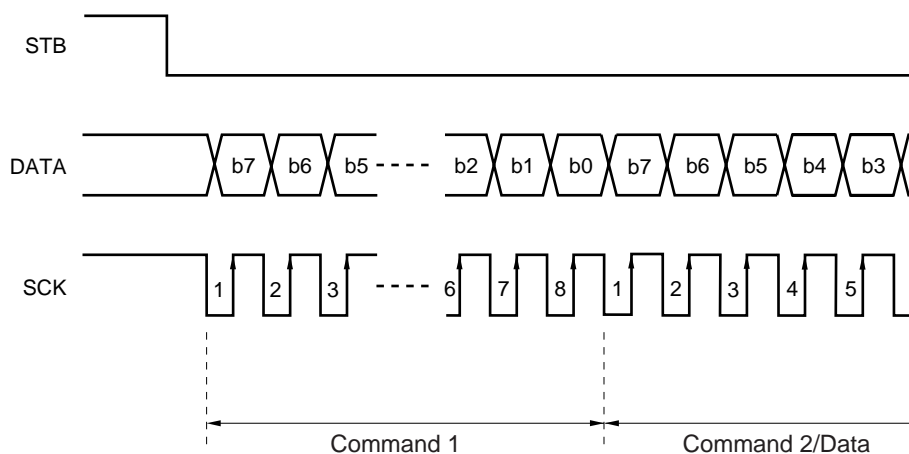 STB
DATA b7 b6 b5 b2 b1 b0 b7 b6 b5 b4 b3
SCK 1 2 3 6 7 8 1 2 3 4 5
Command 1 Command 2/Data